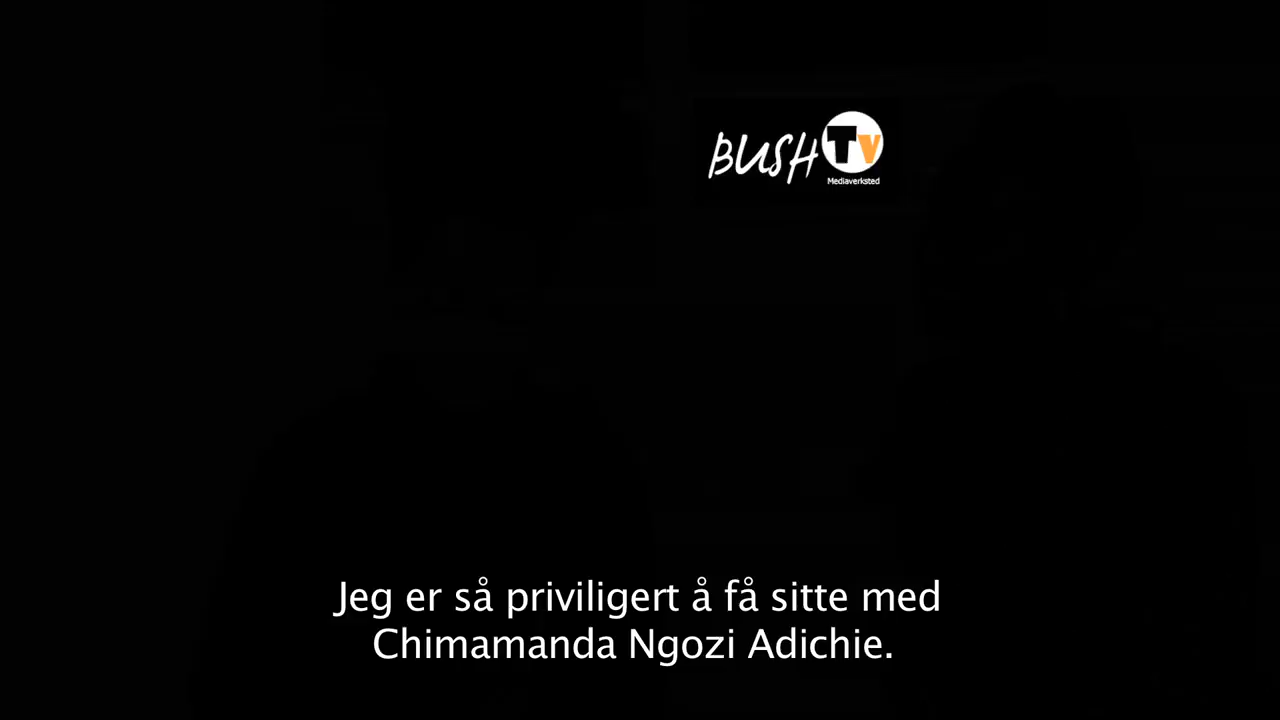 BUSH Tv
Mediaverksted
Jeg er så priviligert å få sitte med
Chimamanda Ngozi Adichie.